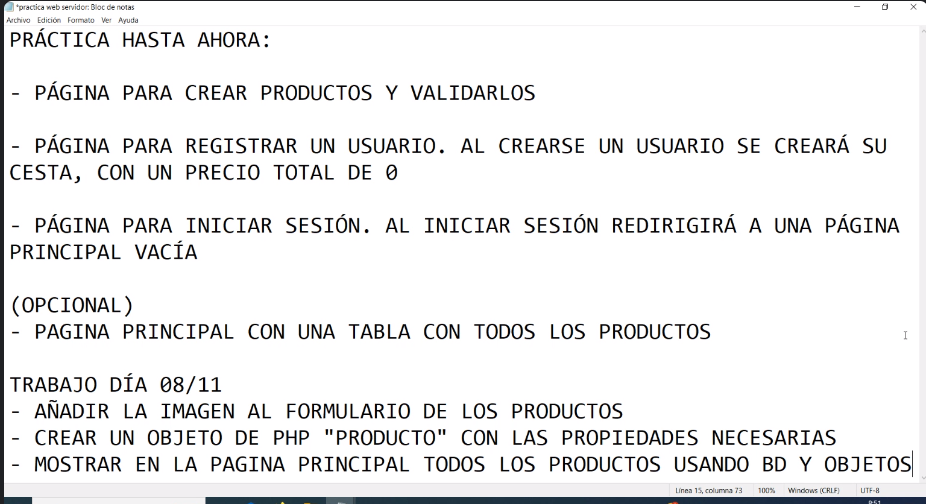 *practica web servidor: Bloc de notas
Archivo Edición Formato Ver Ayuda
PRÁCTICA HASTA AHORA:
- PÁGINA PARA CREAR PRODUCTOS Y VALIDARLOS
- PÁGINA PARA REGISTRAR UN USUARIO. AL CREARSE UN USUARIO SE CREARÁ SU
CESTA, CON UN PRECIO TOTAL DE 0
- PÁGINA PARA INICIAR SESIÓN. AL INICIAR SESIÓN REDIRIGIRÁ A UNA PÁGINA
PRINCIPAL VACÍA
(OPCIONAL)
- PAGINA PRINCIPAL CON UNA TABLA CON TODOS LOS PRODUCTOS
TRABAJO DÍA 08/11
- AÑADIR LA IMAGEN AL FORMULARIO DE LOS PRODUCTOS
- CREAR UN OBJETO DE PHP "PRODUCTO" CON LAS PROPIEDADES NECESARIAS
- MOSTRAR EN LA PAGINA PRINCIPAL TODOS LOS PRODUCTOS USANDO BD Y OBJETOS
Línea 15, columna 73 100% Windows (CRLF) UTF-8